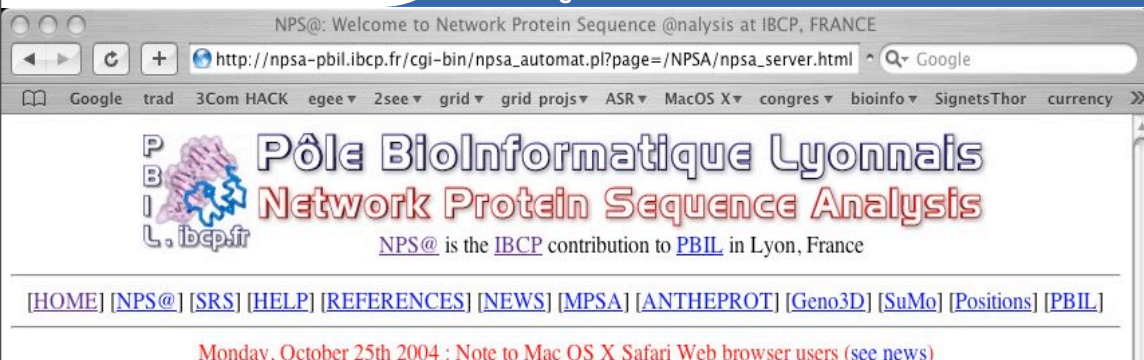 NPS@: Welcome to Network Protein Sequence @nalysis at IBCP, FRANCE
http://npsa-pbil.ibcp.fr/cgi-bin/npsa_automat.pl?page=/NPSA/npsa_server.html Google
Google trad 3Com HACK egee 2see grid grid projs ASR MacOS X congres bioinfo SignetsThor currency
PBIL.ibcp.fr
Pôle BioInformatique Lyonnais
Network Protein Sequence Analysis
NPS@ is the IBCP contribution to PBIL in Lyon, France
[HOME] [NPS@] [SRS] [HELP] [REFERENCES] [NEWS] [MPSA] [ANTHEPROT] [Geno3D] [SuMo] [Positions] [PBIL]
Monday, October 25th 2004 : Note to Mac OS X Safari Web browser users (see news)